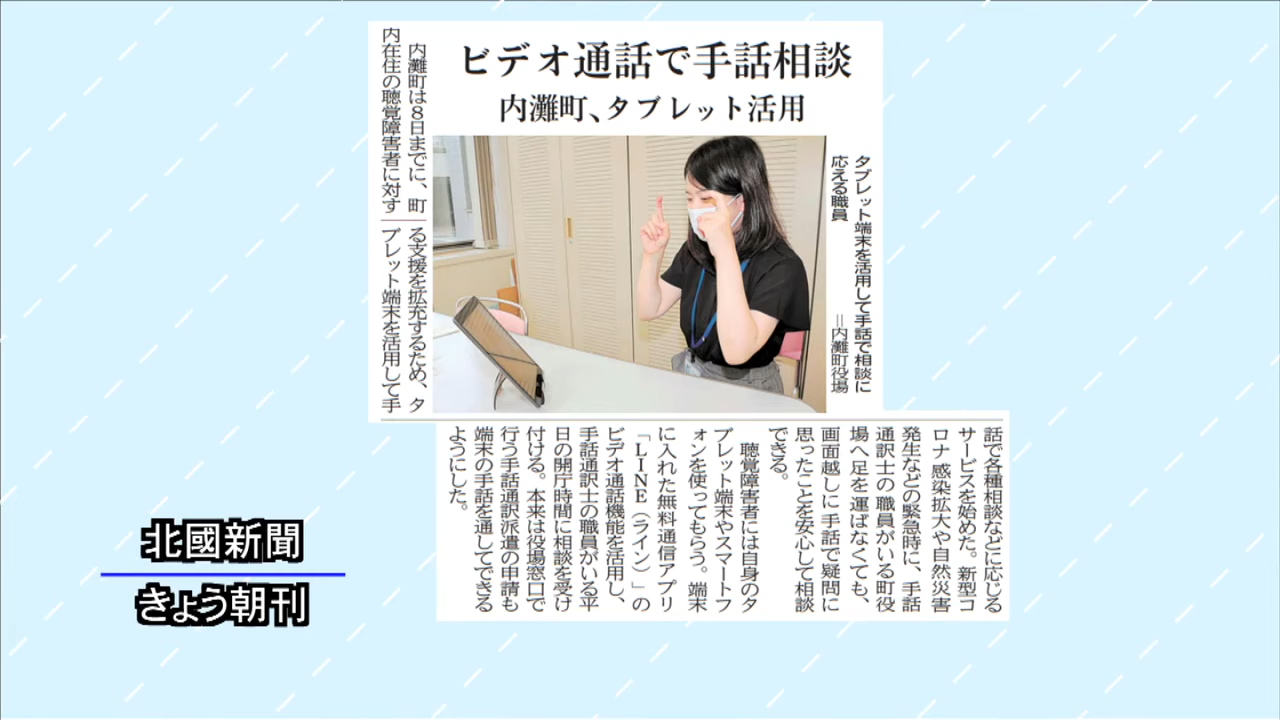 ビデオ通話で手話相談
内灘町、タブレット活用
タブレット端末を活用して手話で相談に
応える職員
＝内灘町役場
内灘町は８日までに、町
内在住の聴覚障害者に対す
る支援を拡充するため、タ
ブレット端末を活用して手
話で各種相談などに応じる
サービスを始めた。新型コ
ロナ感染拡大や自然災害
発生などの緊急時に、手話
通訳士の職員がいる町役
場へ足を運ばなくても、
画面越しに手話で疑問に
思ったことを安心して相談
できる。
聴覚障害者には自身のタ
ブレット端末やスマートフ
ォンを使ってもらう。端末
に入れた無料通信アプリ
「LINE（ライン）」の
ビデオ通話機能を活用し、
手話通訳士の職員がいる平
日の開庁時間に相談を受け
付ける。本来は役場窓口で
行う手話通訳派遣の申請も
端末の手話を通してできる
ようにした。
北國新聞
きょう朝刊